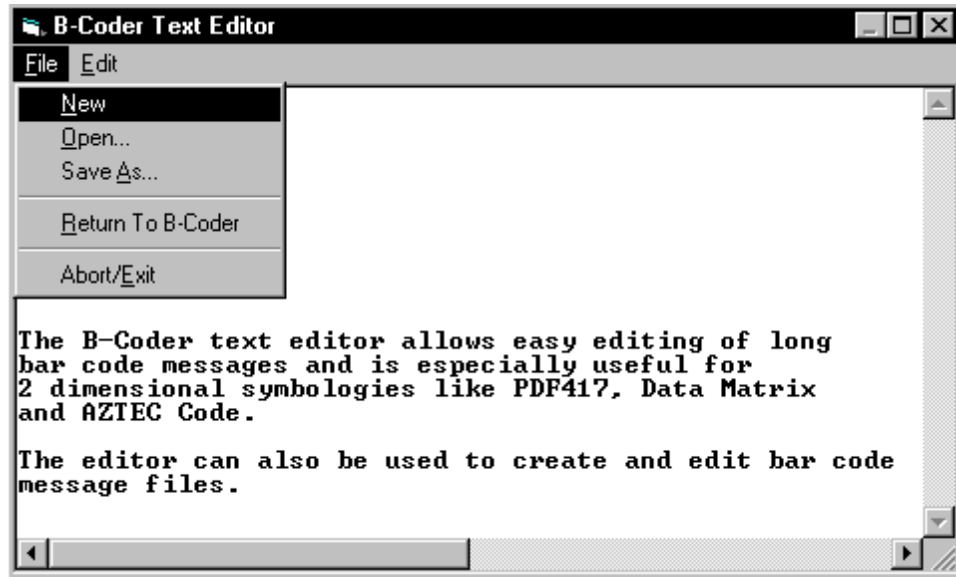 B-Coder Text Editor
File Edit
New
Open...
Save As...
Return To B-Coder
Abort/Exit
The B-Coder text editor allows easy editing of long
bar code messages and is especially useful for
2 dimensional symbologies like PDF417, Data Matrix
and AZTEC Code.
The editor can also be used to create and edit bar code
message files.